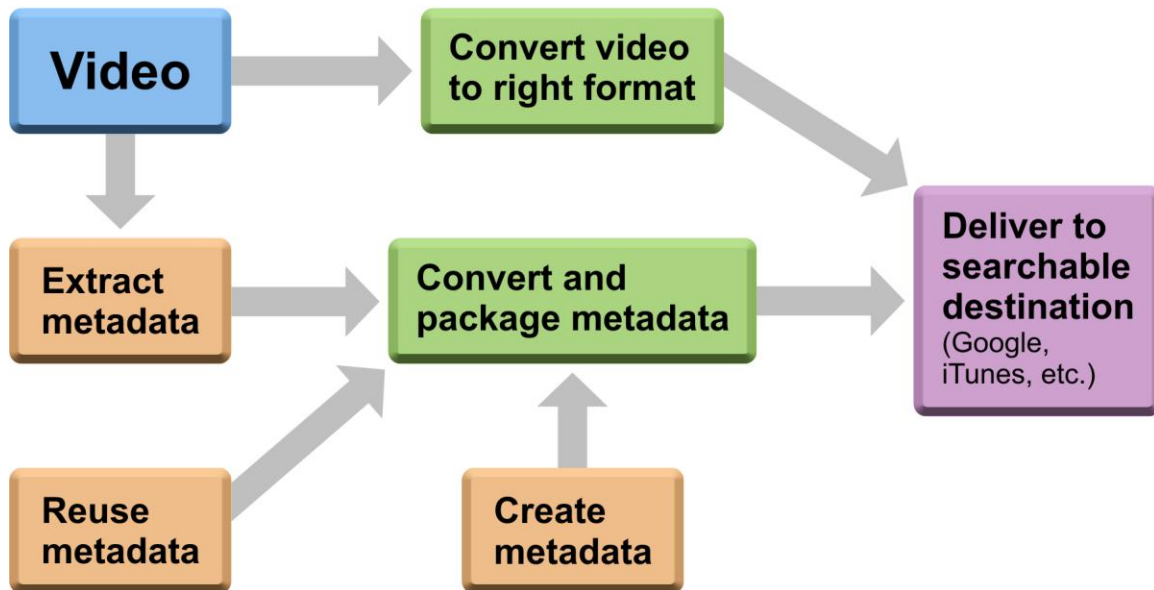 Video
Convert video
to right format
Extract
metadata
Convert and
package metadata
Deliver to
searchable
destination
(Google,
iTunes, etc.)
Reuse
metadata
Create
metadata